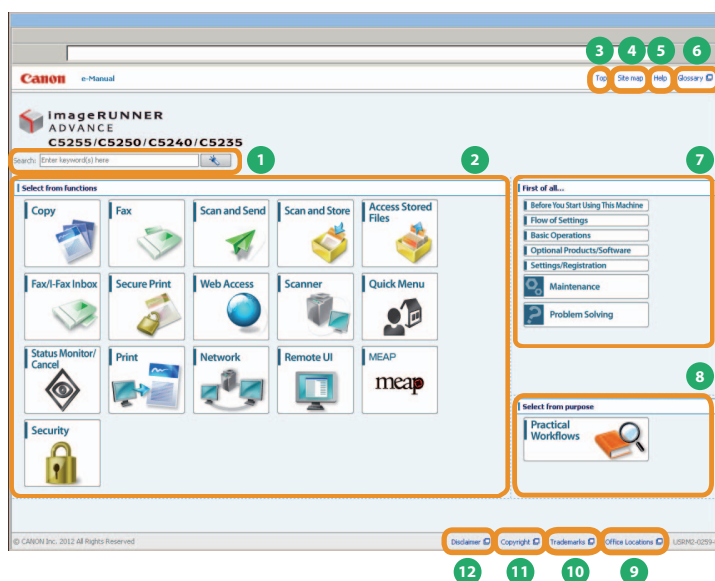 3 4 5 6
Canon e-Manual Top Site map Help Glossary
imageRUNNER
ADVANCE
C5255/C5250/C5240/C5235
Search: Enter keyword(s) here 1 2 7
Select from functions
Copy Fax Scan and Send Scan and Store Access Stored
Files
Fax/I-Fax Inbox Secure Print Web Access Scanner Quick Menu
Status Monitor/
Cancel Print Network Remote UI MEAP
meap
Security
First of all...
Before You Start Using This Machine
Flow of Settings
Basic Operations
Optional Products/Software
Settings/Registration
Maintenance
Problem Solving
8
Select from purpose
Practical
Workflows
© CANON Inc. 2012 All Rights Reserved Disclaimer Copyright Trademarks Office Locations USRM2-0259-
12 11 10 9